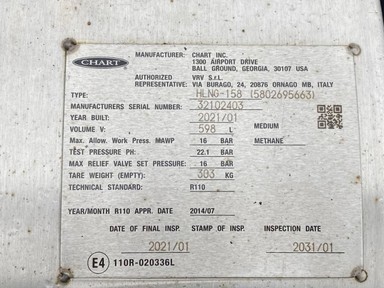 CHART
MANUFACTURER: CHART INC.
1300 AIRPORT DRIVE
BALL GROUND, GEORGIA, 30107 USA
AUTHORIZED REPRESENTATIVE: VRV S.r.L.
VIA BURAGO, 24, 20876 ORNAGO MB, ITALY
TYPE: HLNG-158 (5802695663)
MANUFACTURERS SERIAL NUMBER: 32102403
YEAR BUILT: 2021/01
VOLUME V: 598 L MEDIUM
Max. Allow. Work Press. MAWP 16 BAR METHANE
TEST PRESSURE PH: 22.1 BAR
MAX RELIEF VALVE SET PRESSURE: 16 BAR
TARE WEIGHT (EMPTY): 303 KG
TECHNICAL STANDARD: R110
YEAR/MONTH R110 APPR. DATE 2014/07
DATE OF FINAL INSP. STAMP OF INSP. INSPECTION DATE
2021/01 2031/01
E4 110R-020336L